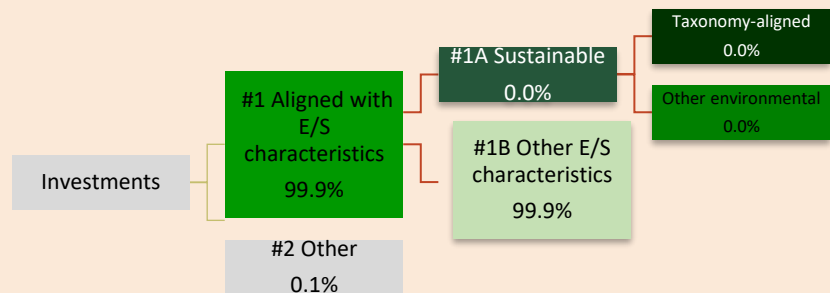 Investments
#1 Aligned with
E/S
characteristics
99.9%
#2 Other
0.1%
#1A Sustainable
0.0%
#1B Other E/S
characteristics
99.9%
Taxonomy-aligned
0.0%
Other environmental
0.0%